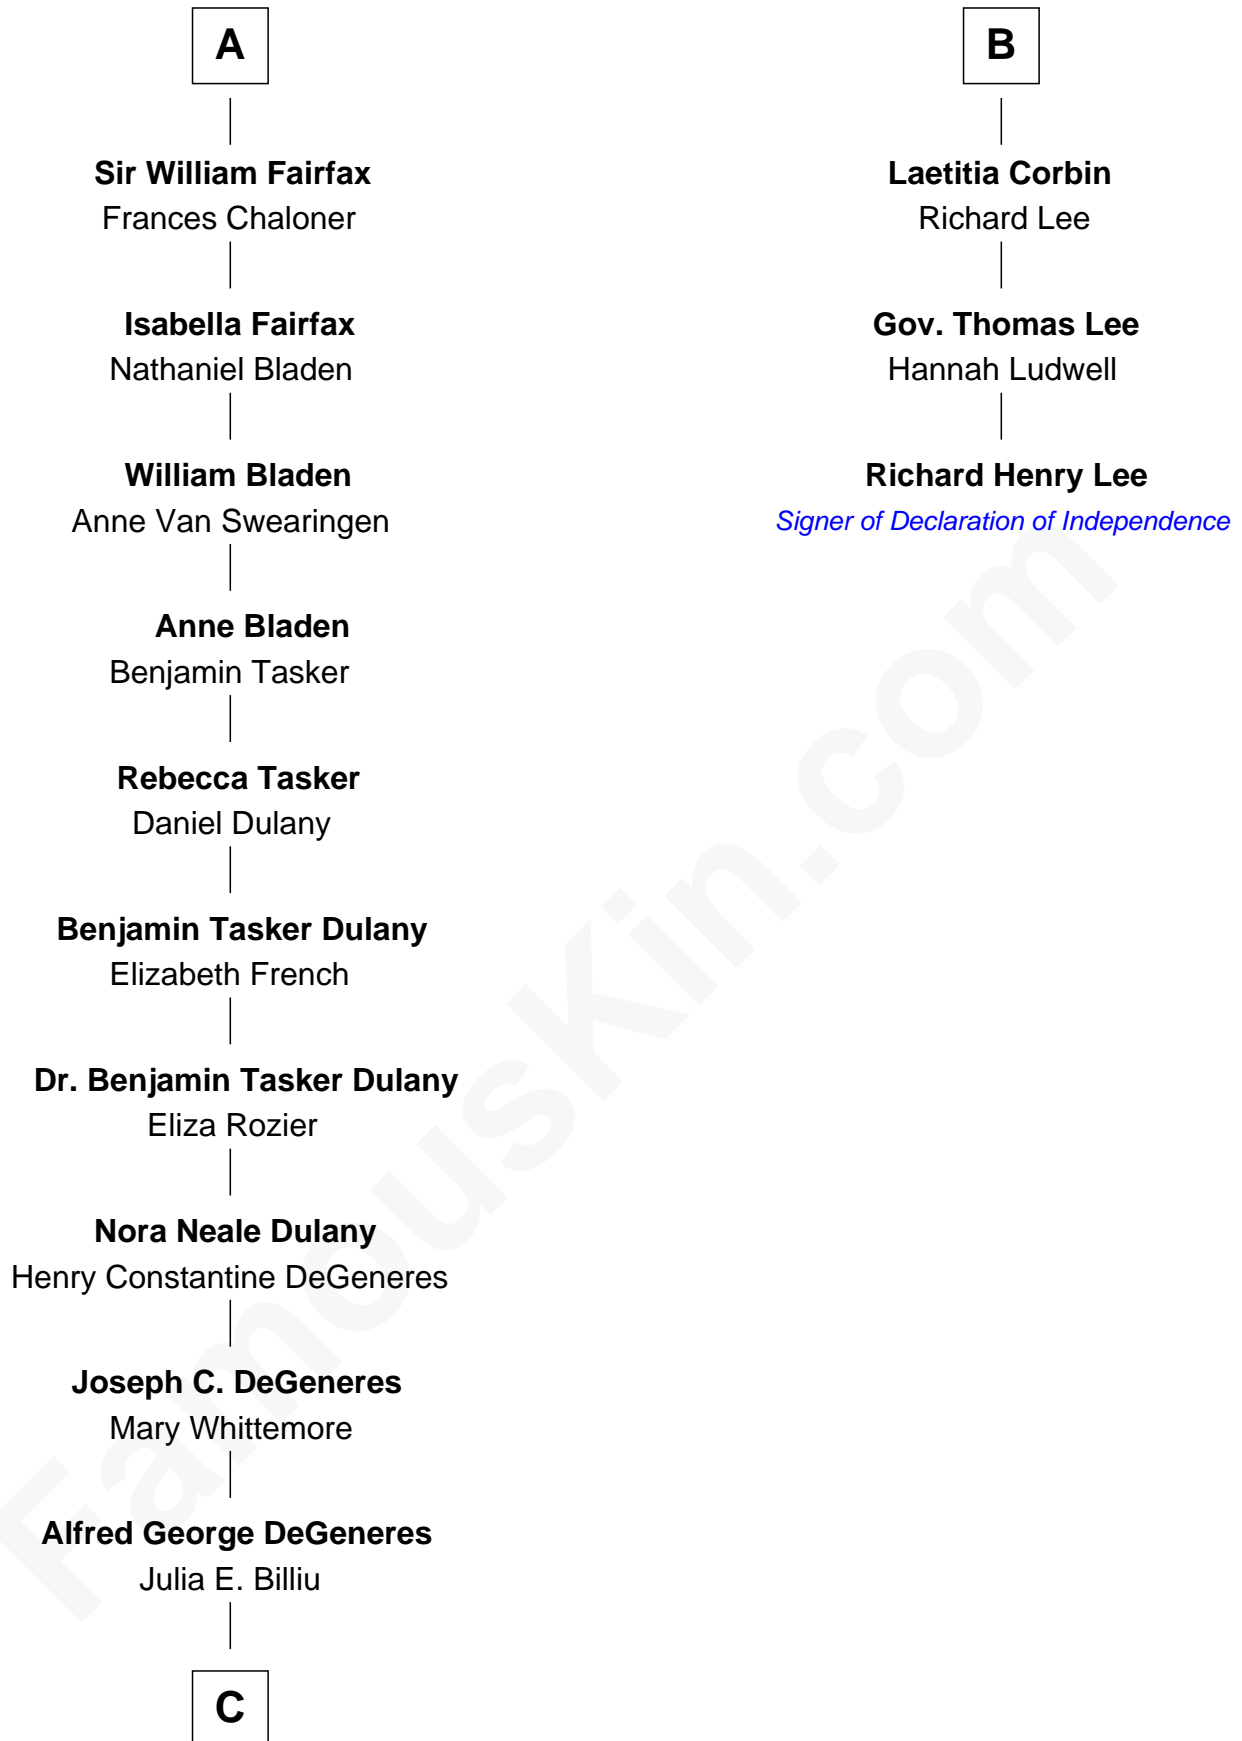 A
Sir William Fairfax
Frances Chaloner
Isabella Fairfax
Nathaniel Bladen
William Bladen
Anne Van Swearingen
Anne Bladen
Benjamin Tasker
Rebecca Tasker
Daniel Dulany
Benjamin Tasker Dulany
Elizabeth French
Dr. Benjamin Tasker Dulany
Eliza Rozier
Nora Neale Dulany
Henry Constantine DeGeneres
Joseph C. DeGeneres
Mary Whittemore
Alfred George DeGeneres
Julia E. Billiu
C
B
Laetitia Corbin
Richard Lee
Gov. Thomas Lee
Hannah Ludwell
Richard Henry Lee
Signer of Declaration of Independence
FamousKin.com